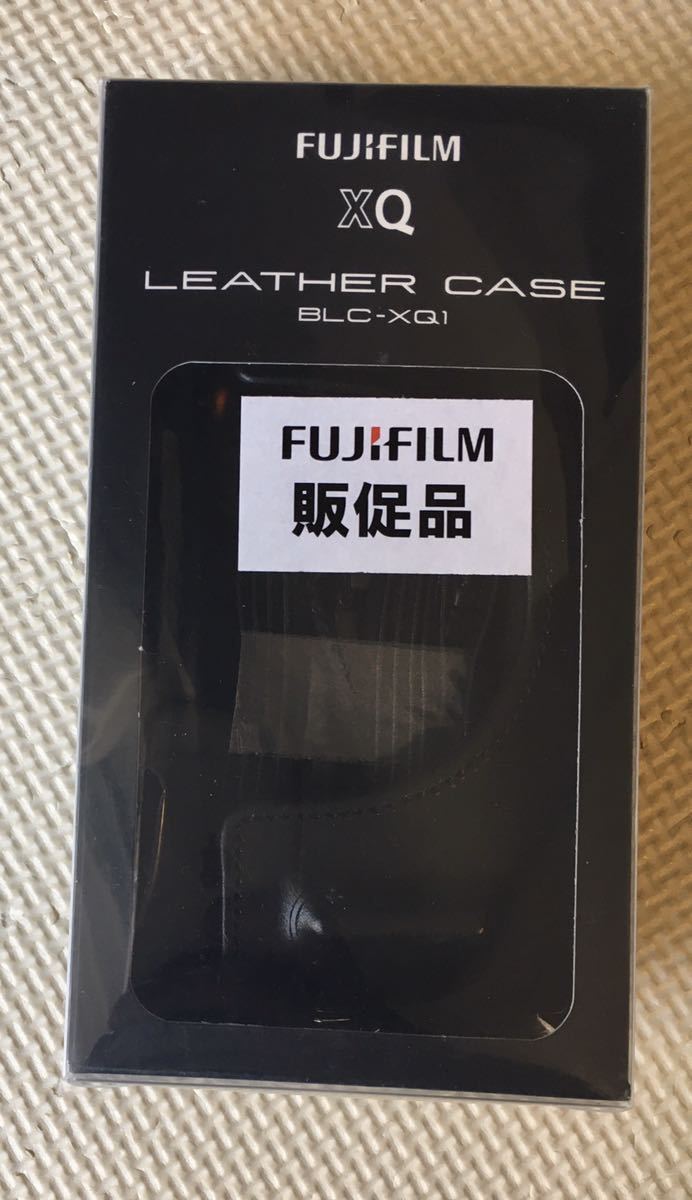 FUJIFILM
XQ
LEATHER CASE
BLC-XQ1
FUJIFILM
販促品